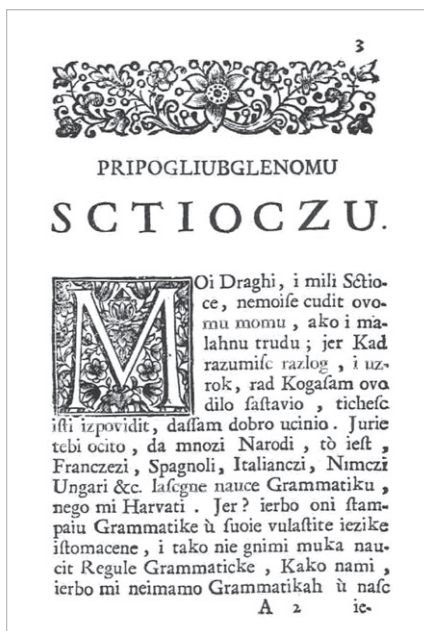 3
PRIPOGLIUBGLENOMU
SCTIOCZU.
MOi Draghi, i mili Sctio-
ce, nemoiſe cudit ovo-
mu momu, ako i ma-
lahnu trudu; jer Kad
razumiſc razlog, i uz-
rok, rad Kogaſam ova
dilo ſaſtavio, ticheſc
iſti izpovidit, daſſam dobro ucinio. Jurie
tebi ocito, da mnozi Narodi, tò ieſt,
Franczezi, Spagnoli, Italianczi, Nimczi
Ungari &c. laſcgne nauce Grammatiku,
nego mi Harvati. Jer? ierbo oni ſtam-
paiu Grammatike ù ſuoie vulaſtite iezike
iſtomacene, i tako nie gnimi muka nau-
cit Regule Grammaticke, Kako nami,
ierbo mi neimamo Grammatikah ù naſc
A 2 ie-